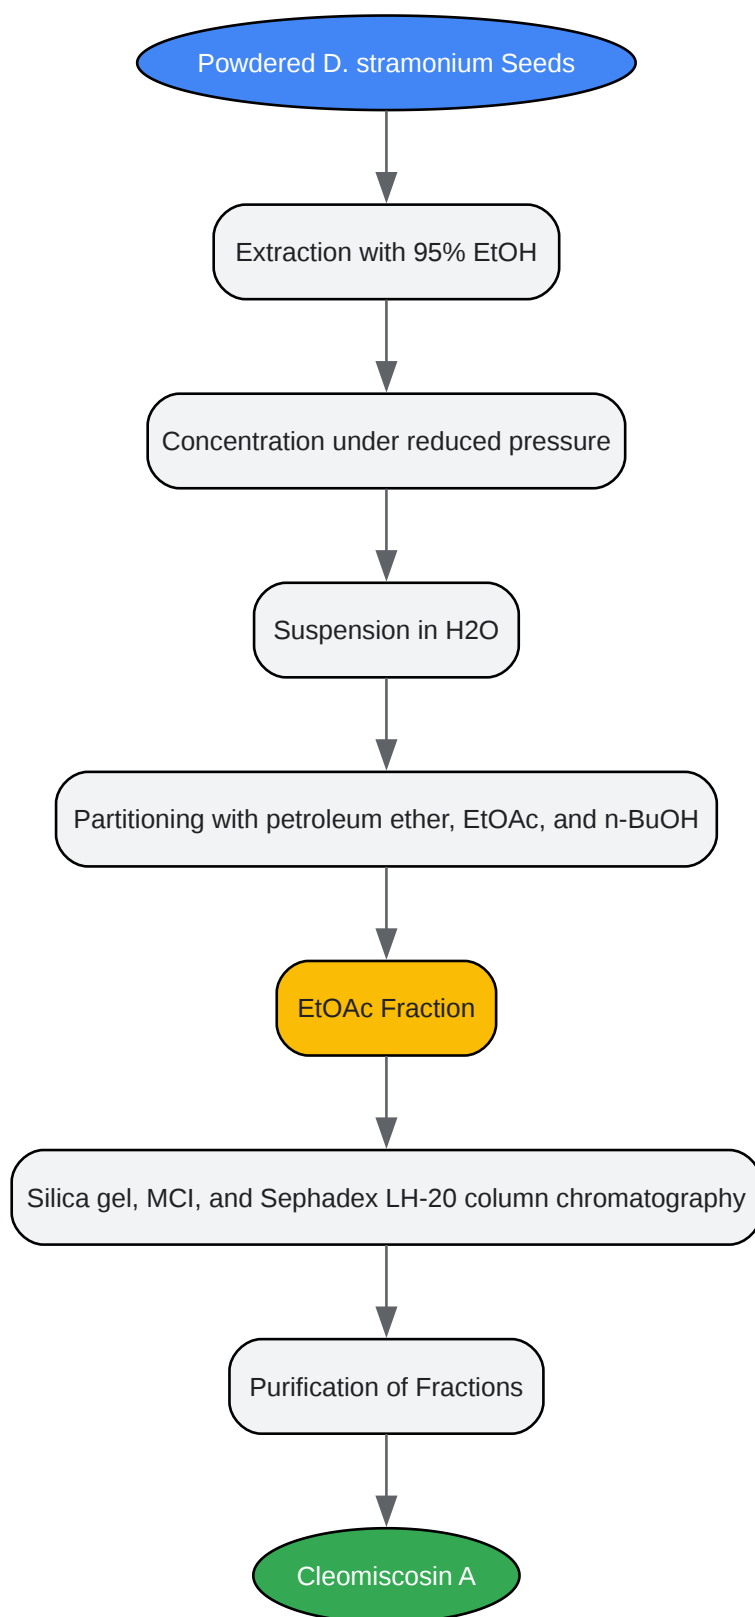 Powdered D. stramonium Seeds
Extraction with 95% EtOH
Concentration under reduced pressure
Suspension in H2O
Partitioning with petroleum ether, EtOAc, and n-BuOH
EtOAc Fraction
Silica gel, MCI, and Sephadex LH-20 column chromatography
Purification of Fractions
Cleomiscosin A